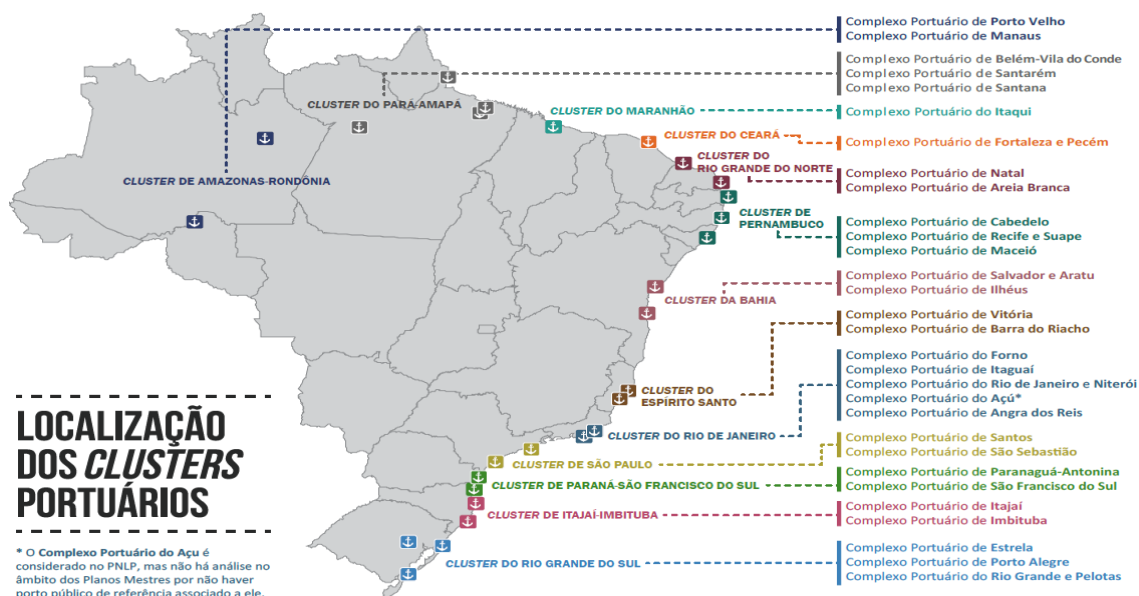 Complexo Portuário de Porto Velho
Complexo Portuário de Manaus
Complexo Portuário de Belém-Vila do Conde
Complexo Portuário de Santarém
Complexo Portuário de Santana
CLUSTER DO PARÁ-AMAPÁ
CLUSTER DO MARANHÃO
Complexo Portuário do Itaqui
CLUSTER DO CEARÁ
Complexo Portuário de Fortaleza e Pecém
CLUSTER DO
RIO GRANDE DO NORTE
Complexo Portuário de Natal
Complexo Portuário de Areia Branca
CLUSTER DE AMAZONAS-RONDÔNIA
CLUSTER DE
PERNAMBUCO
Complexo Portuário de Cabedelo
Complexo Portuário de Recife e Suape
Complexo Portuário de Maceió
CLUSTER DA BAHIA
Complexo Portuário de Salvador e Aratu
Complexo Portuário de Ilhéus
Complexo Portuário de Vitória
Complexo Portuário de Barra do Riacho
CLUSTER DO
ESPÍRITO SANTO
Complexo Portuário do Forno
Complexo Portuário de Itaguaí
Complexo Portuário do Rio de Janeiro e Niterói
Complexo Portuário do Açú*
Complexo Portuário de Angra dos Reis
CLUSTER DO RIO DE JANEIRO
Complexo Portuário de Santos
Complexo Portuário de São Sebastião
CLUSTER DE SÃO PAULO
Complexo Portuário de Paranaguá-Antonina
Complexo Portuário de São Francisco do Sul
CLUSTER DE PARANÁ-SÃO FRANCISCO DO SUL
Complexo Portuário de Itajaí
Complexo Portuário de Imbituba
CLUSTER DE ITAJAÍ-IMBITUBA
Complexo Portuário de Estrela
Complexo Portuário de Porto Alegre
Complexo Portuário do Rio Grande e Pelotas
CLUSTER DO RIO GRANDE DO SUL
LOCALIZAÇÃO
DOS CLUSTERS
PORTUÁRIOS
* O Complexo Portuário do Açu é
considerado no PNLP, mas não há análise no
âmbito dos Planos Mestres por não haver
porto público de referência associado a ele.